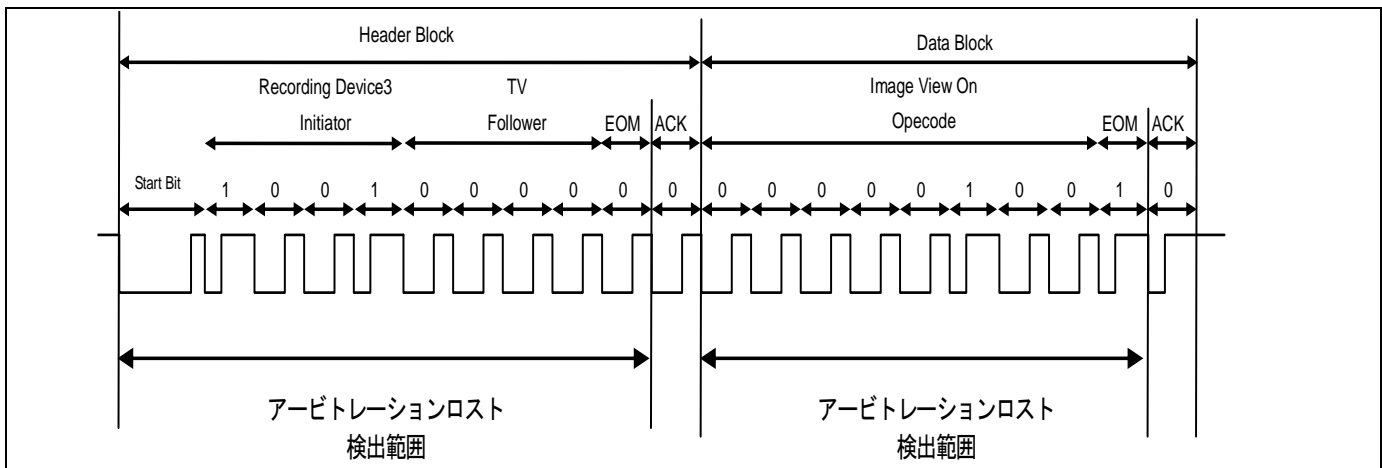 Header Block
Data Block
Recording Device3
TV
Image View On
Initiator
Follower
EOM
ACK
Opecode
EOM
ACK
Start Bit
1 0 0 1 0 0 0 0 0 0 0 0 0 0 0 1 0 0 1 0
アービトレーションロスト
検出範囲
アービトレーションロスト
検出範囲